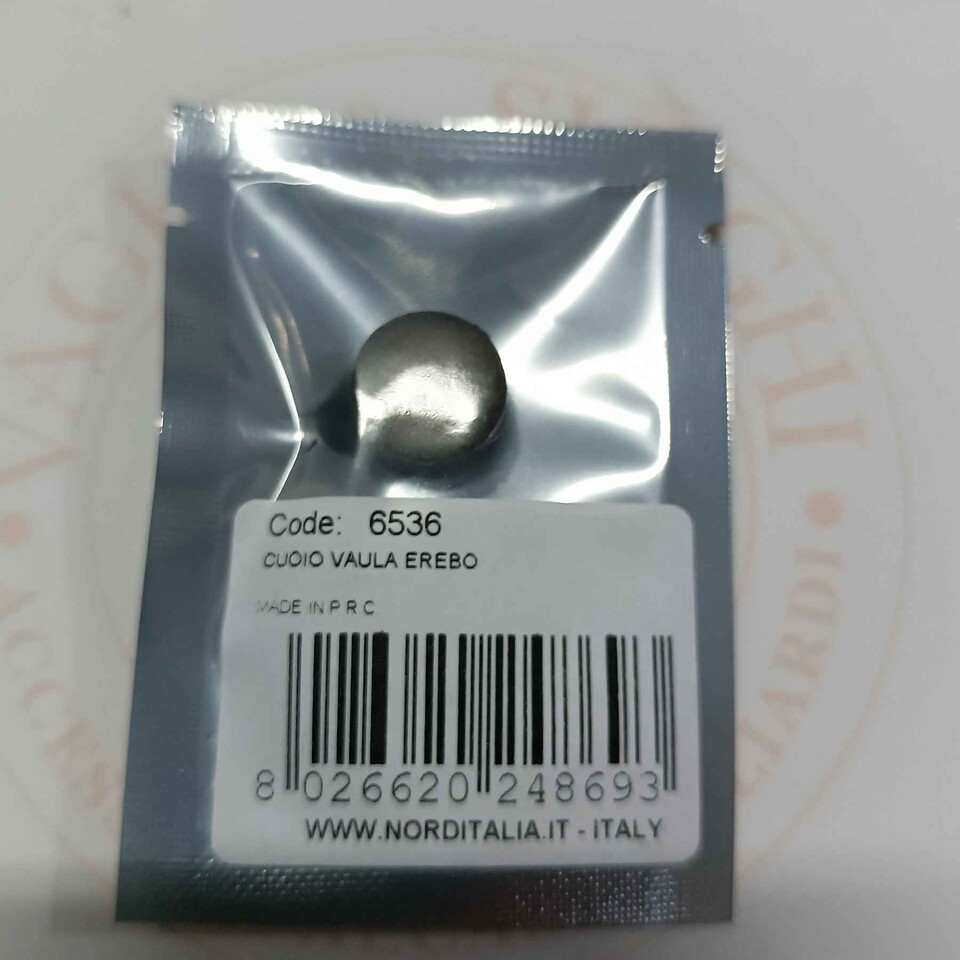 Code: 6536
CUOIO VAULA EREBO
MADE IN P.R.C.
8 026620 248693
WWW.NORDITALIA.IT - ITALY